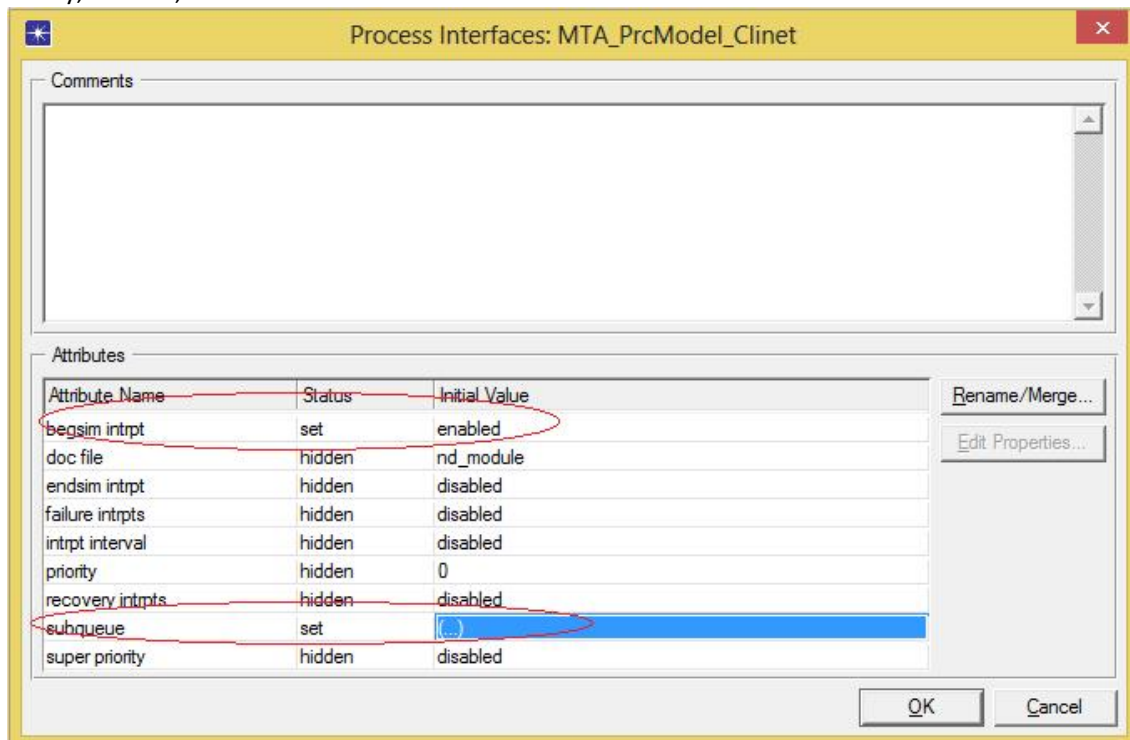 Process Interfaces: MTA_PrcModel_Clinet
Comments
Attributes
Attribute Name Status Initial Value
begsim intrpt set enabled
doc file hidden nd_module
endsim intrpt hidden disabled
failure intrpts hidden disabled
intrpt interval hidden disabled
priority hidden 0
recovery intrpts hidden disabled
subqueue set (...)
super priority hidden disabled
Rename/Merge...
Edit Properties...
OK Cancel